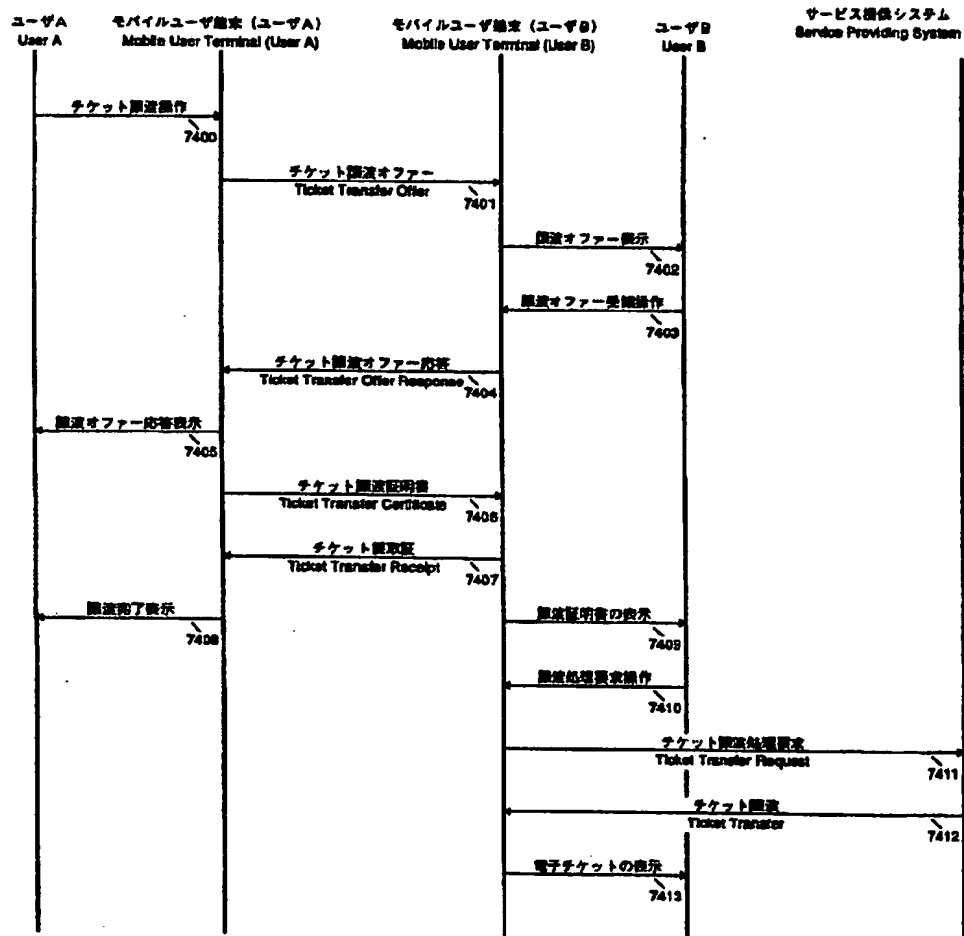 ユーザA
User A
モバイルユーザ端末（ユーザA）
Mobile User Terminal (User A)
モバイルユーザ端末（ユーザB）
Mobile User Terminal (User B)
ユーザB
User B
サービス提供システム
Service Providing System
チケット譲渡操作
7400
チケット譲渡オファー
Ticket Transfer Offer
7401
譲渡オファー表示
7402
譲渡オファー受諾操作
7403
チケット譲渡オファー応答
Ticket Transfer Offer Response
7404
譲渡オファー応答表示
7405
チケット譲渡証明書
Ticket Transfer Certificate
7406
チケット譲取証
Ticket Transfer Receipt
7407
譲渡完了表示
7408
譲渡証明書の表示
7409
譲渡処理要求操作
7410
チケット譲渡処理要求
Ticket Transfer Request
7411
チケット譲渡
Ticket Transfer
7412
電子チケットの表示
7413